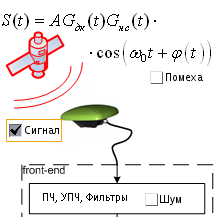 S(t) = AG_дк(t)G_нс(t) ·
· cos(ω₀t + φ(t))
Помеха
Сигнал
front-end
ПЧ, УПЧ, Фильтры
Шум